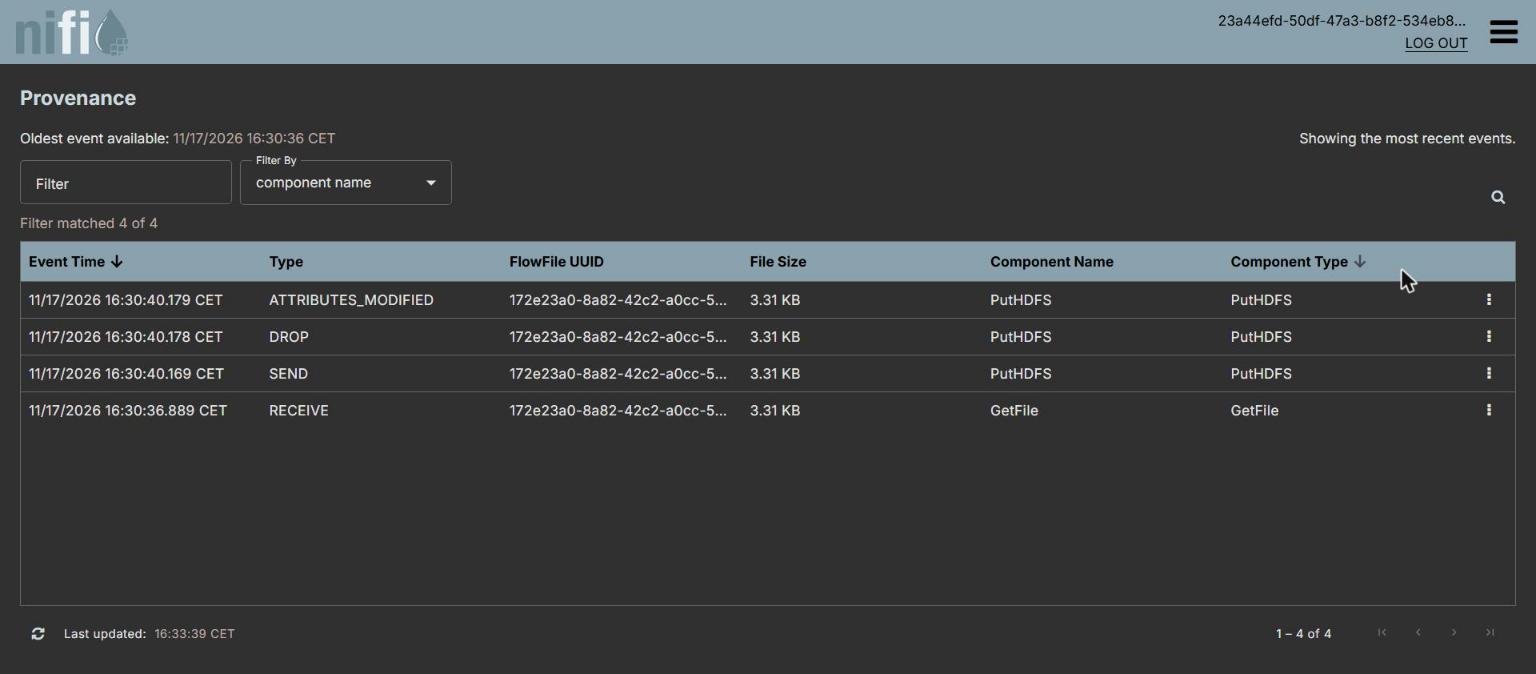 nifi
23a44efd-50df-47a3-b8f2-534eb8...
LOG OUT
Provenance
Oldest event available: 11/17/2026 16:30:36 CET
Showing the most recent events.
Filter
Filter By
component name
Filter matched 4 of 4
Event Time Type FlowFile UUID File Size Component Name Component Type
11/17/2026 16:30:40.179 CET ATTRIBUTES_MODIFIED 172e23a0-8a82-42c2-a0cc-5... 3.31 KB PutHDFS PutHDFS
11/17/2026 16:30:40.178 CET DROP 172e23a0-8a82-42c2-a0cc-5... 3.31 KB PutHDFS PutHDFS
11/17/2026 16:30:40.169 CET SEND 172e23a0-8a82-42c2-a0cc-5... 3.31 KB PutHDFS PutHDFS
11/17/2026 16:30:36.889 CET RECEIVE 172e23a0-8a82-42c2-a0cc-5... 3.31 KB GetFile GetFile
Last updated: 16:33:39 CET
1 – 4 of 4